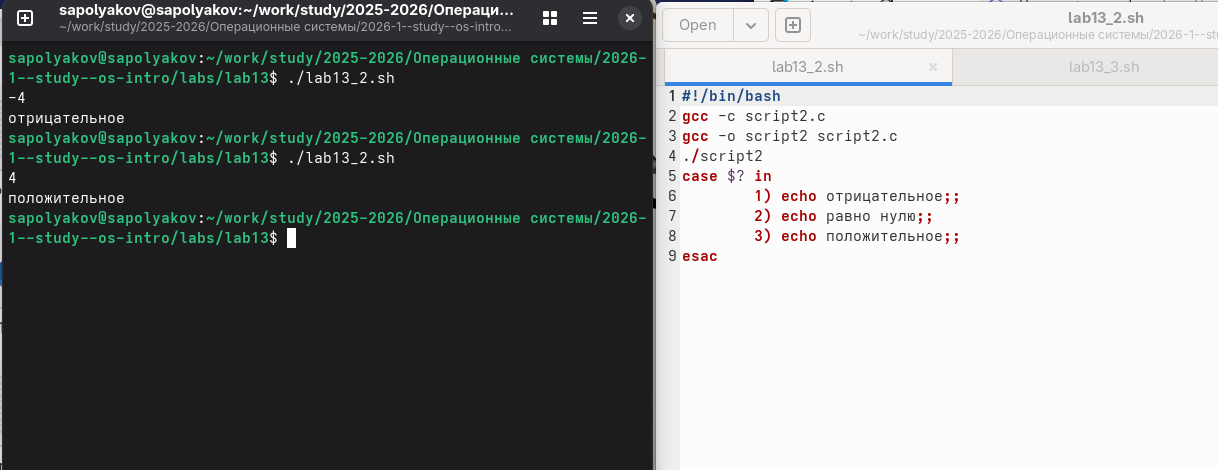 sapolyakov@sapolyakov:~/work/study/2025-2026/Операци...
~/work/study/2025-2026/Операционные системы/2026-1--study--os-intro...
sapolyakov@sapolyakov:~/work/study/2025-2026/Операционные системы/2026-
1--study--os-intro/labs/lab13$ ./lab13_2.sh
-4
отрицательное
sapolyakov@sapolyakov:~/work/study/2025-2026/Операционные системы/2026-
1--study--os-intro/labs/lab13$ ./lab13_2.sh
4
положительное
sapolyakov@sapolyakov:~/work/study/2025-2026/Операционные системы/2026-
1--study--os-intro/labs/lab13$
Open
lab13_2.sh
~/work/study/2025-2026/Операционные системы/2026-1--stu
lab13_2.sh
lab13_3.sh
1 #!/bin/bash
2 gcc -c script2.c
3 gcc -o script2 script2.c
4 ./script2
5 case $? in
6 1) echo отрицательное;;
7 2) echo равно нулю;;
8 3) echo положительное;;
9 esac